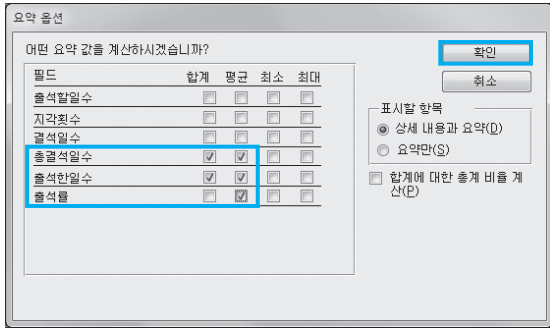 요약 옵션
어떤 요약 값을 계산하시겠습니까?
필드 합계 평균 최소 최대
출석할일수
지각횟수
결석일수
총결석일수
출석한일수
출석률
확인
취소
표시할 항목
상세 내용과 요약(D)
요약만(S)
합계에 대한 총계 비율 계
산(P)